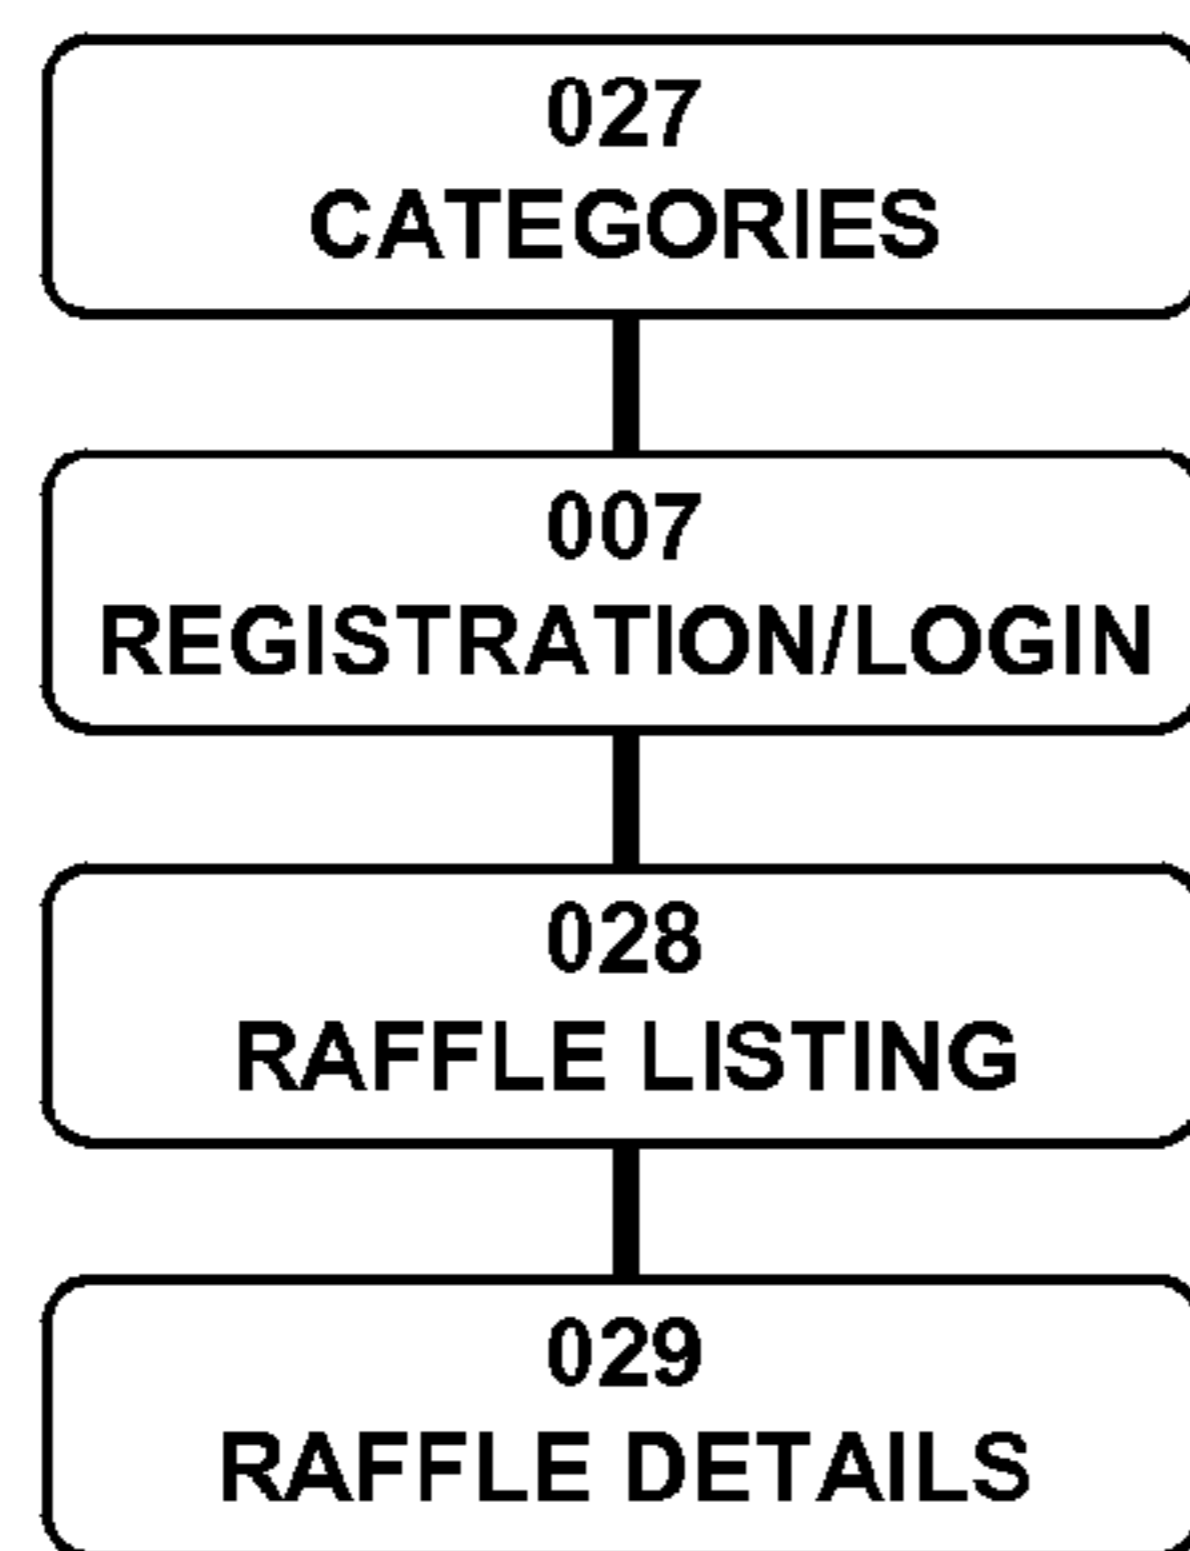 027
CATEGORIES
007
REGISTRATION/LOGIN
028
RAFFLE LISTING
029
RAFFLE DETAILS